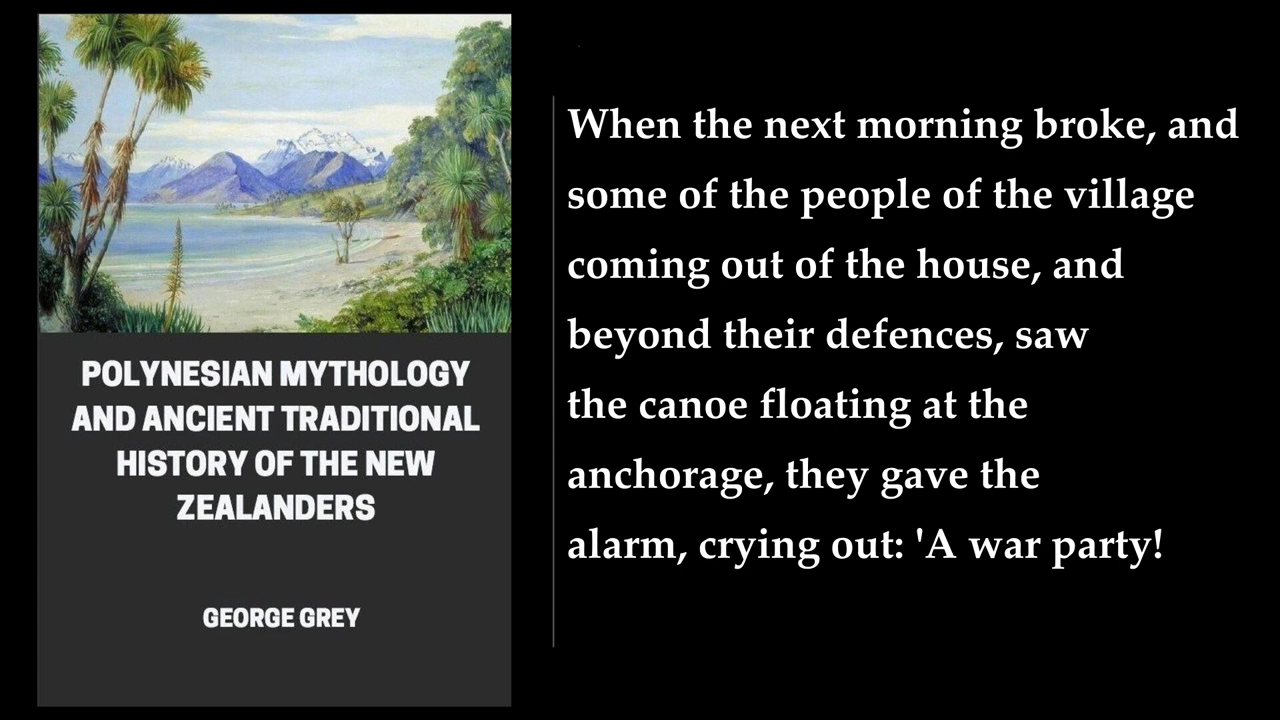 POLYNESIAN MYTHOLOGY
AND ANCIENT TRADITIONAL
HISTORY OF THE NEW
ZEALANDERS
GEORGE GREY
When the next morning broke, and
some of the people of the village
coming out of the house, and
beyond their defences, saw
the canoe floating at the
anchorage, they gave the
alarm, crying out: 'A war party!